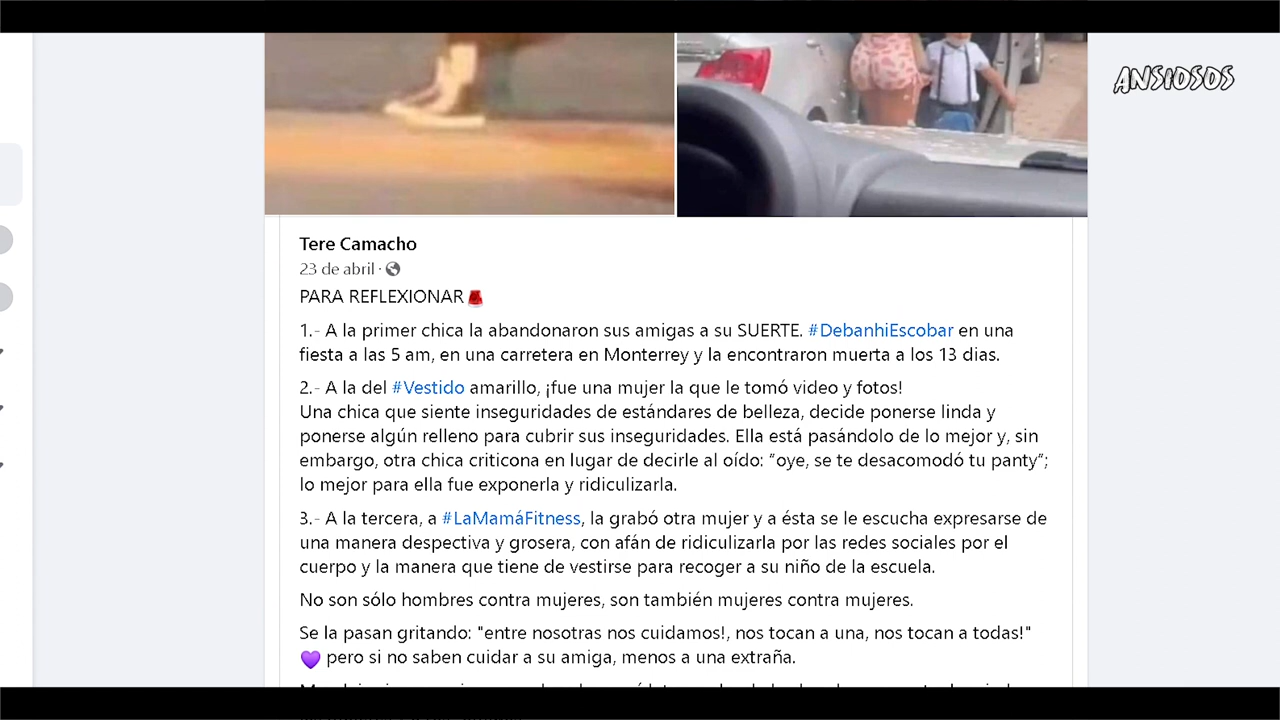 ANSIOSOS
Tere Camacho
23 de abril ·
PARA REFLEXIONAR
1.- A la primer chica la abandonaron sus amigas a su SUERTE. #DebanhiEscobar en una
fiesta a las 5 am, en una carretera en Monterrey y la encontraron muerta a los 13 dias.
2.- A la del #Vestido amarillo, ¡fue una mujer la que le tomó video y fotos!
Una chica que siente inseguridades de estándares de belleza, decide ponerse linda y
ponerse algún relleno para cubrir sus inseguridades. Ella está pasándolo de lo mejor y, sin
embargo, otra chica criticona en lugar de decirle al oído: “oye, se te desacomodó tu panty”;
lo mejor para ella fue exponerla y ridiculizarla.
3.- A la tercera, a #LaMamáFitness, la grabó otra mujer y a ésta se le escucha expresarse de
una manera despectiva y grosera, con afán de ridiculizarla por las redes sociales por el
cuerpo y la manera que tiene de vestirse para recoger a su niño de la escuela.
No son sólo hombres contra mujeres, son también mujeres contra mujeres.
Se la pasan gritando: "entre nosotras nos cuidamos!, nos tocan a una, nos tocan a todas!"
pero si no saben cuidar a su amiga, menos a una extraña.